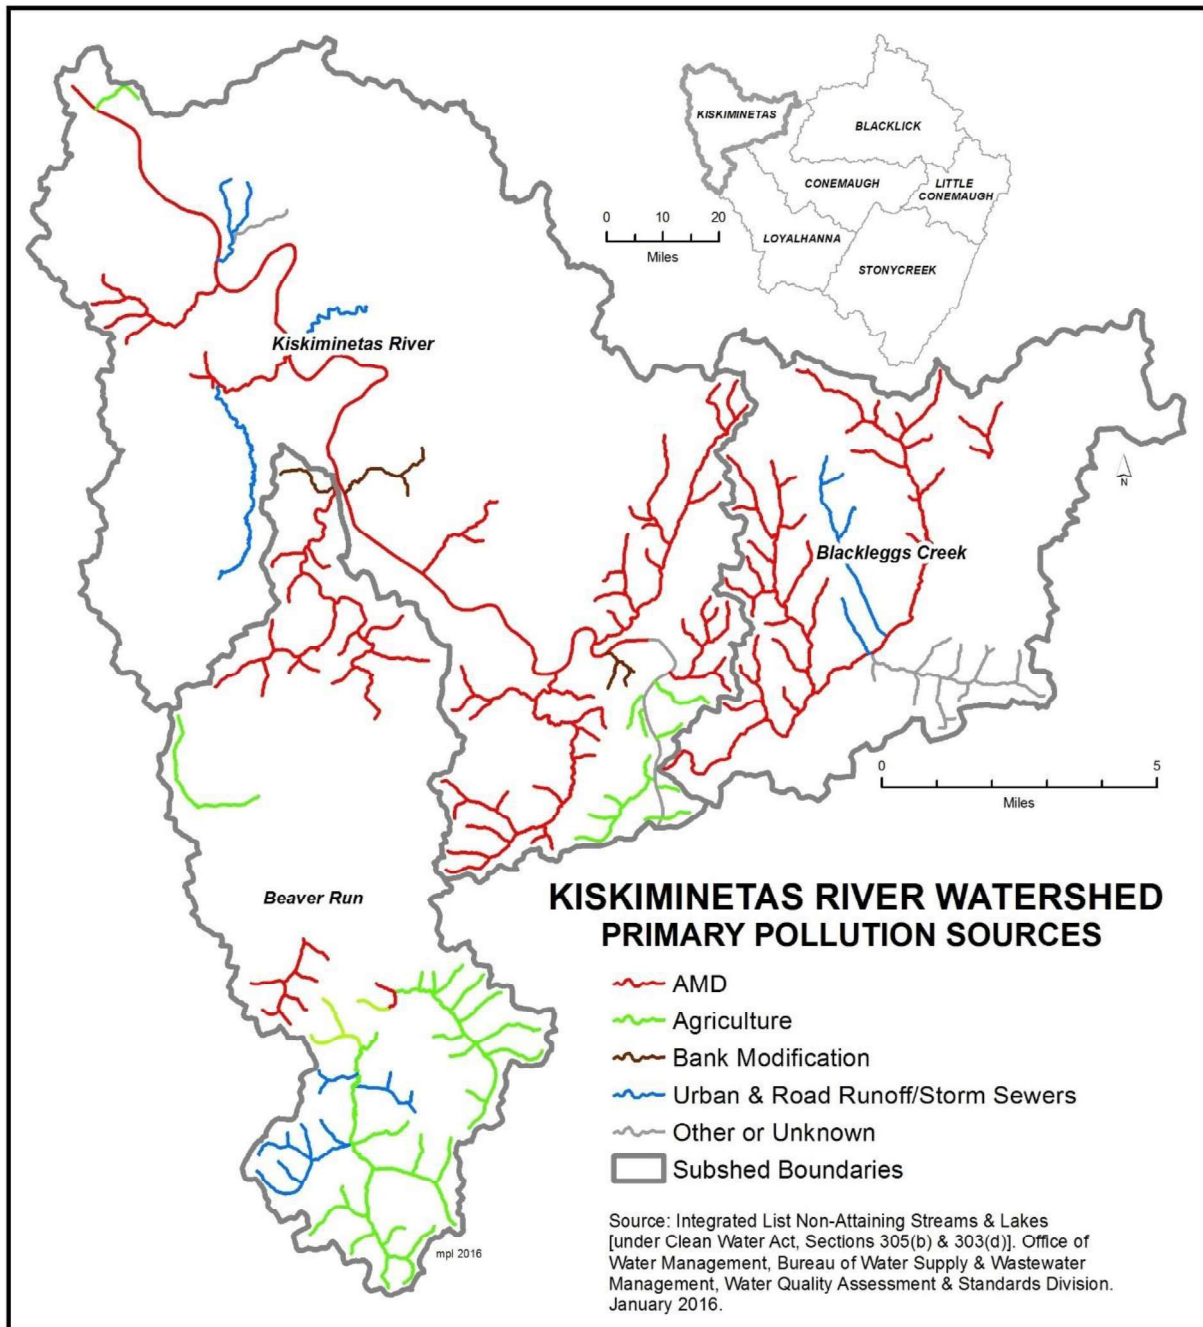 KISKIMINETAS
BLACKLICK
CONEMAUGH
LITTLE
CONEMAUGH
LOYALHANNA
STONYCREEK
0 10 20
Miles
Kiskiminetas River
N
Blackleggs Creek
0 5
Miles
Beaver Run
KISKIMINETAS RIVER WATERSHED
PRIMARY POLLUTION SOURCES
AMD
Agriculture
Bank Modification
Urban & Road Runoff/Storm Sewers
Other or Unknown
Subshed Boundaries
mpl 2016
Source: Integrated List Non-Attaining Streams & Lakes
[under Clean Water Act, Sections 305(b) & 303(d)]. Office of
Water Management, Bureau of Water Supply & Wastewater
Management, Water Quality Assessment & Standards Division.
January 2016.